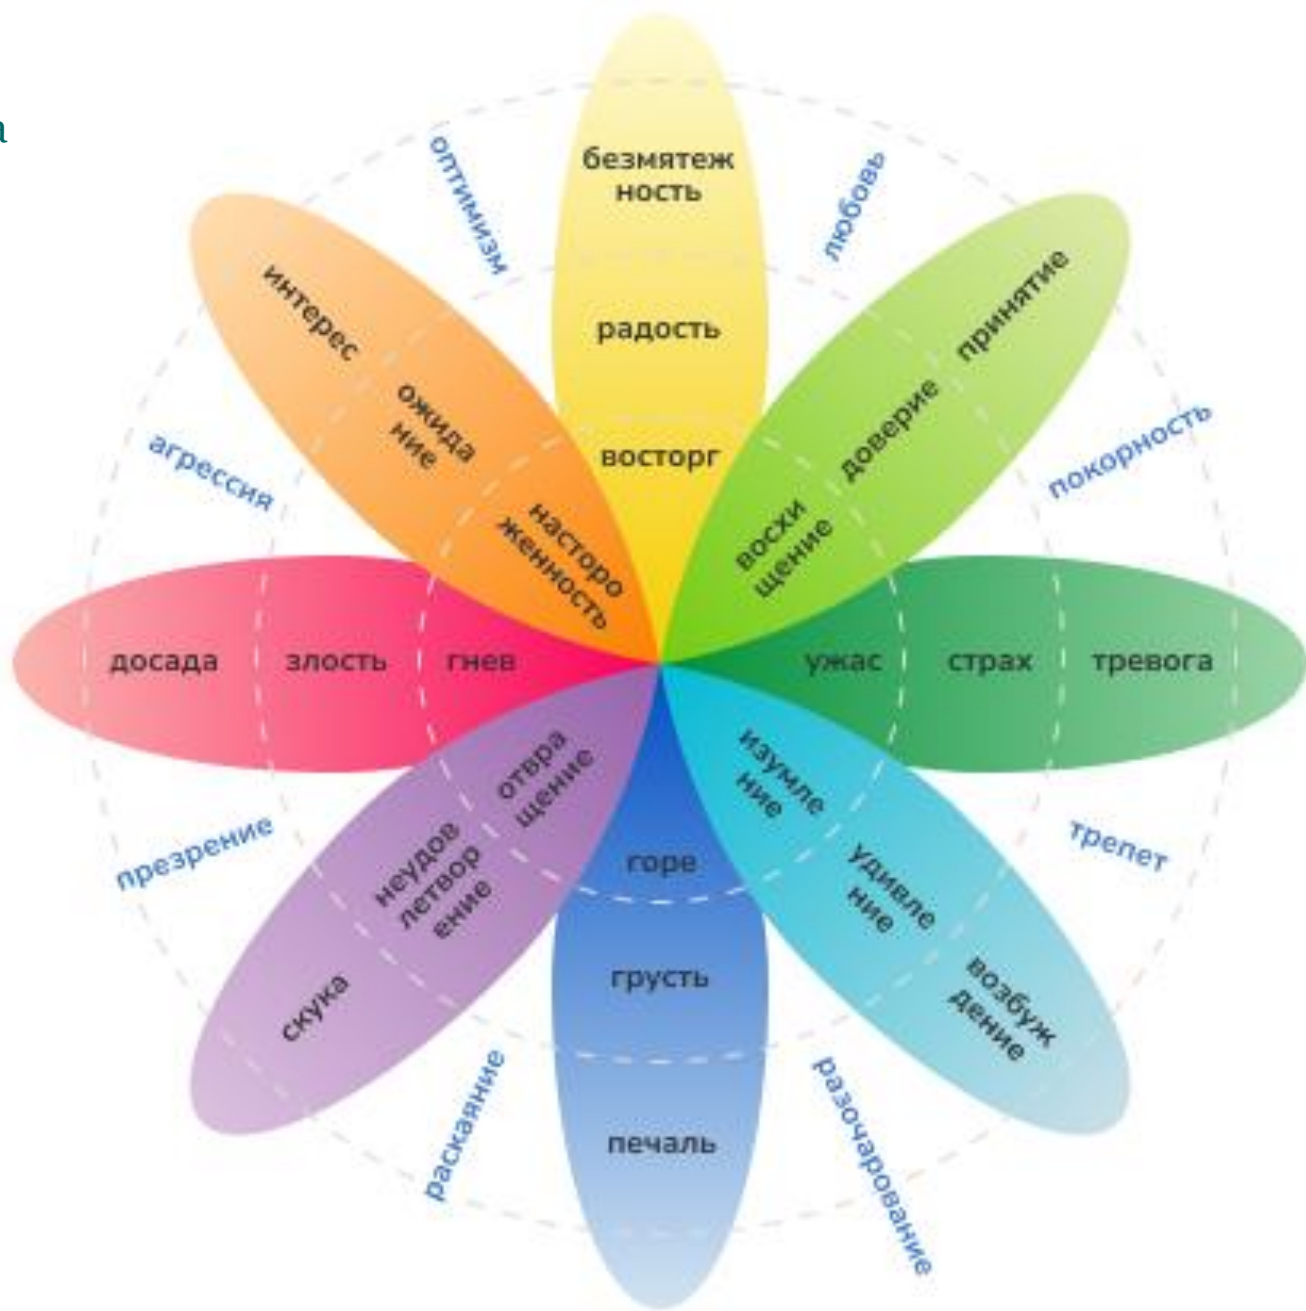 а
безмятеж
ность
радость
восторг
оптимизм
любовь
интерес
ожида
ние
насторо
женность
принятие
доверие
восхи
щение
агрессия
покорность
досада
злость
гнев
ужас
страх
тревога
отвра
щение
неудов
летвор
ение
скука
изумле
ние
удивле
ние
возбуж
дение
презрение
трепет
горе
грусть
печаль
раскаяние
разочарование